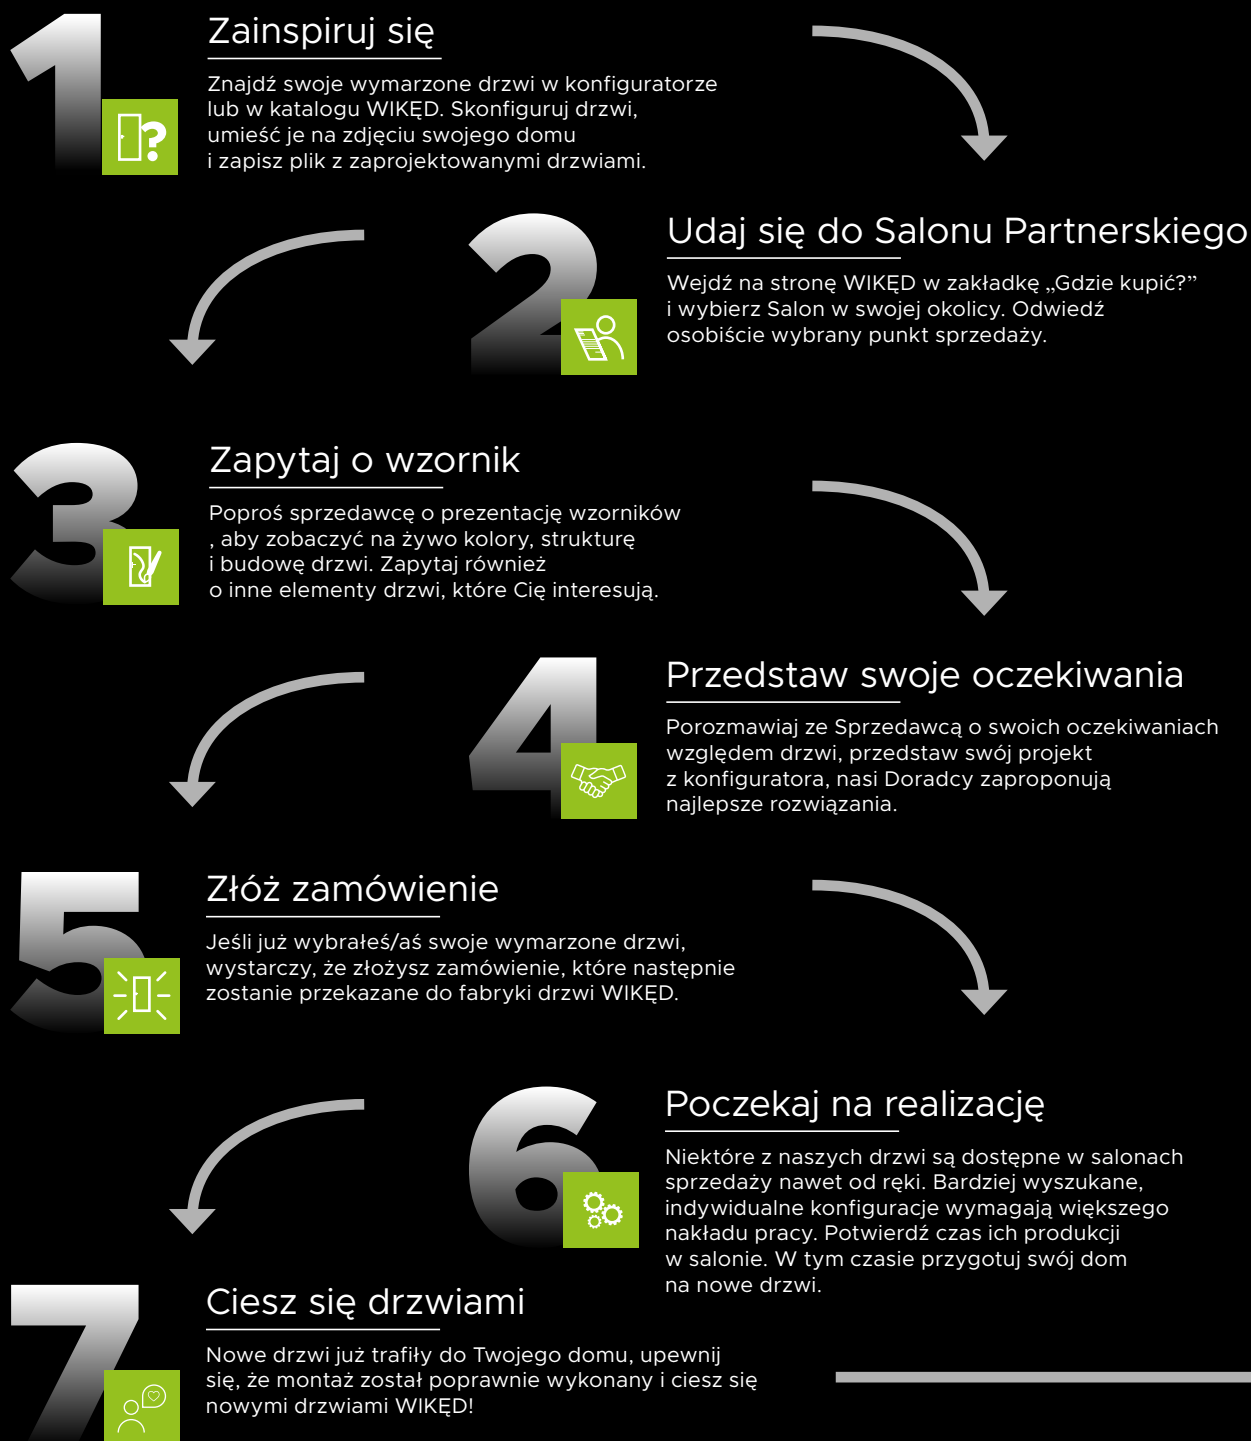 1
Zainspiruj się
Znajdź swoje wymarzone drzwi w konfiguratorze
lub w katalogu WIKĘD. Skonfiguruj drzwi,
umieść je na zdjęciu swojego domu
i zapisz plik z zaprojektowanymi drzwiami.
?
2
Udaj się do Salonu Partnerskiego
Wejdź na stronę WIKĘD w zakładkę „Gdzie kupić?”
i wybierz Salon w swojej okolicy. Odwiedź
osobiście wybrany punkt sprzedaży.
3
Zapytaj o wzornik
Poproś sprzedawcę o prezentację wzorników
, aby zobaczyć na żywo kolory, strukturę
i budowę drzwi. Zapytaj również
o inne elementy drzwi, które Cię interesują.
4
Przedstaw swoje oczekiwania
Porozmawiaj ze Sprzedawcą o swoich oczekiwaniach
względem drzwi, przedstaw swój projekt
z konfiguratora, nasi Doradcy zaproponują
najlepsze rozwiązania.
5
Złóż zamówienie
Jeśli już wybrałeś/aś swoje wymarzone drzwi,
wystarczy, że złożysz zamówienie, które następnie
zostanie przekazane do fabryki drzwi WIKĘD.
6
Poczekaj na realizację
Niektóre z naszych drzwi są dostępne w salonach
sprzedaży nawet od ręki. Bardziej wyszukane,
indywidualne konfiguracje wymagają większego
nakładu pracy. Potwierdź czas ich produkcji
w salonie. W tym czasie przygotuj swój dom
na nowe drzwi.
7
Ciesz się drzwiami
Nowe drzwi już trafiły do Twojego domu, upewnij
się, że montaż został poprawnie wykonany i ciesz się
nowymi drzwiami WIKĘD!